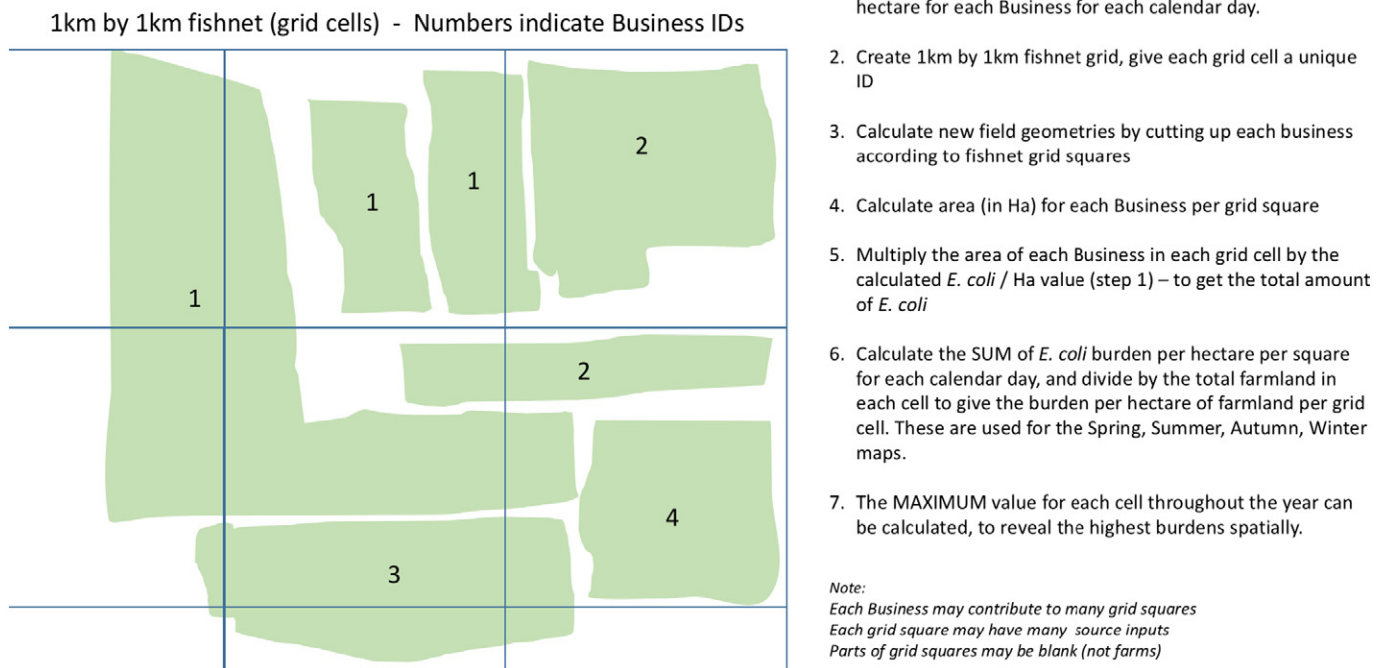 1km by 1km fishnet (grid cells) - Numbers indicate Business IDs
1
1
1
2
2
3
4
hectare for each Business for each calendar day.
2. Create 1km by 1km fishnet grid, give each grid cell a unique
ID
3. Calculate new field geometries by cutting up each business
according to fishnet grid squares
4. Calculate area (in Ha) for each Business per grid square
5. Multiply the area of each Business in each grid cell by the
calculated E. coli / Ha value (step 1) – to get the total amount
of E. coli
6. Calculate the SUM of E. coli burden per hectare per square
for each calendar day, and divide by the total farmland in
each cell to give the burden per hectare of farmland per grid
cell. These are used for the Spring, Summer, Autumn, Winter
maps.
7. The MAXIMUM value for each cell throughout the year can
be calculated, to reveal the highest burdens spatially.
Note:
Each Business may contribute to many grid squares
Each grid square may have many source inputs
Parts of grid squares may be blank (not farms)